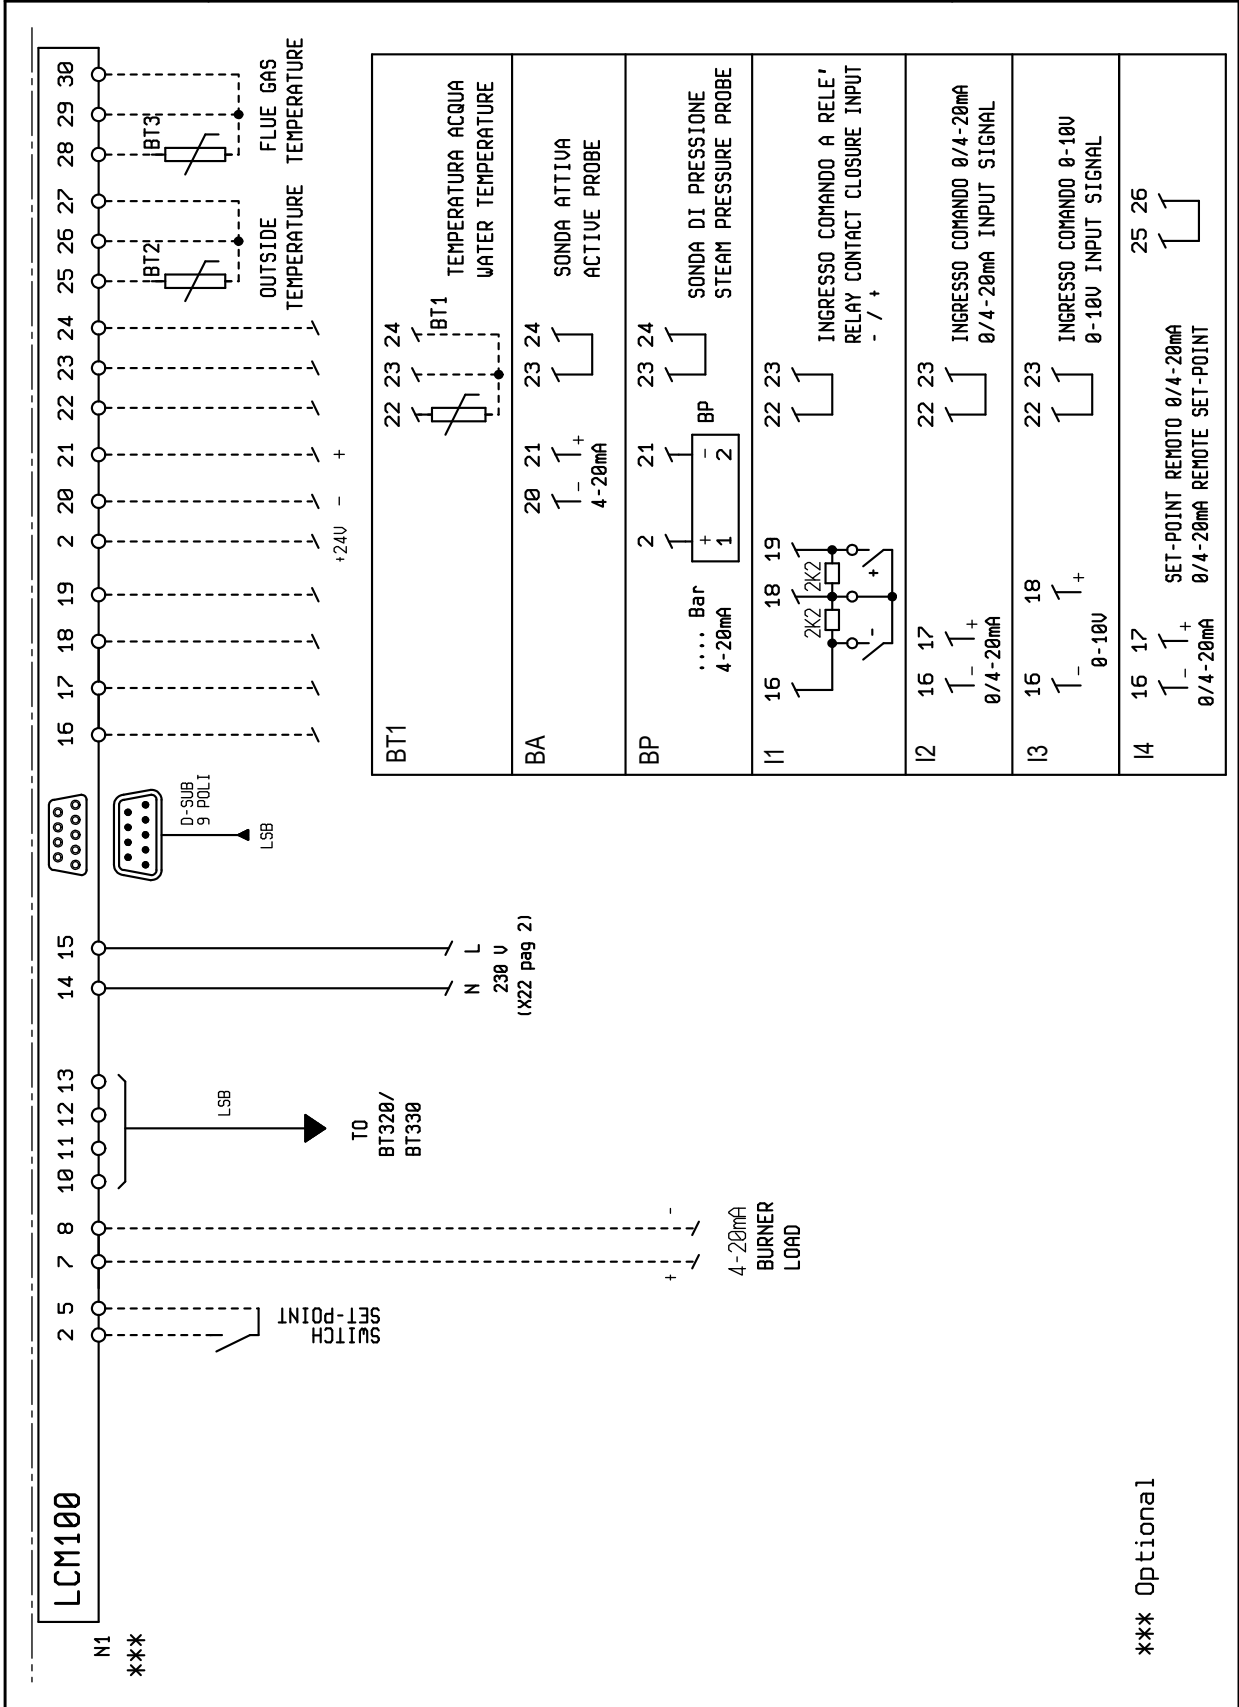 LCM100
N1
***
2 5 7 8 10 11 12 13 14 15 16 17 18 19 2 20 21 22 23 24 25 26 27 28 29 30
SWITCH
SET-POINT
+ -
4-20mA
BURNER
LOAD
LSB
TO
BT320/
BT330
N L
230 V
(X22 pag 2)
D-SUB
9 POLI
LSB
+24V - +
BT2
OUTSIDE
TEMPERATURE
BT3
FLUE GAS
TEMPERATURE
BT1
22 23 24
BT1
TEMPERATURA ACQUA
WATER TEMPERATURE
BA
20 21 23 24
- +
4-20mA
SONDA ATTIVA
ACTIVE PROBE
BP
.... Bar
4-20mA
2 21 23 24
+ -
1 2
BP
SONDA DI PRESSIONE
STEAM PRESSURE PROBE
I1
16 18 19 22 23
2K2 2K2
- +
INGRESSO COMANDO A RELE'
RELAY CONTACT CLOSURE INPUT
- / +
I2
16 17 22 23
- +
0/4-20mA
INGRESSO COMANDO 0/4-20mA
0/4-20mA INPUT SIGNAL
I3
16 18 22 23
- +
0-10V
INGRESSO COMANDO 0-10V
0-10V INPUT SIGNAL
I4
16 17 25 26
- +
0/4-20mA
SET-POINT REMOTO 0/4-20mA
0/4-20mA REMOTE SET-POINT
*** Optional